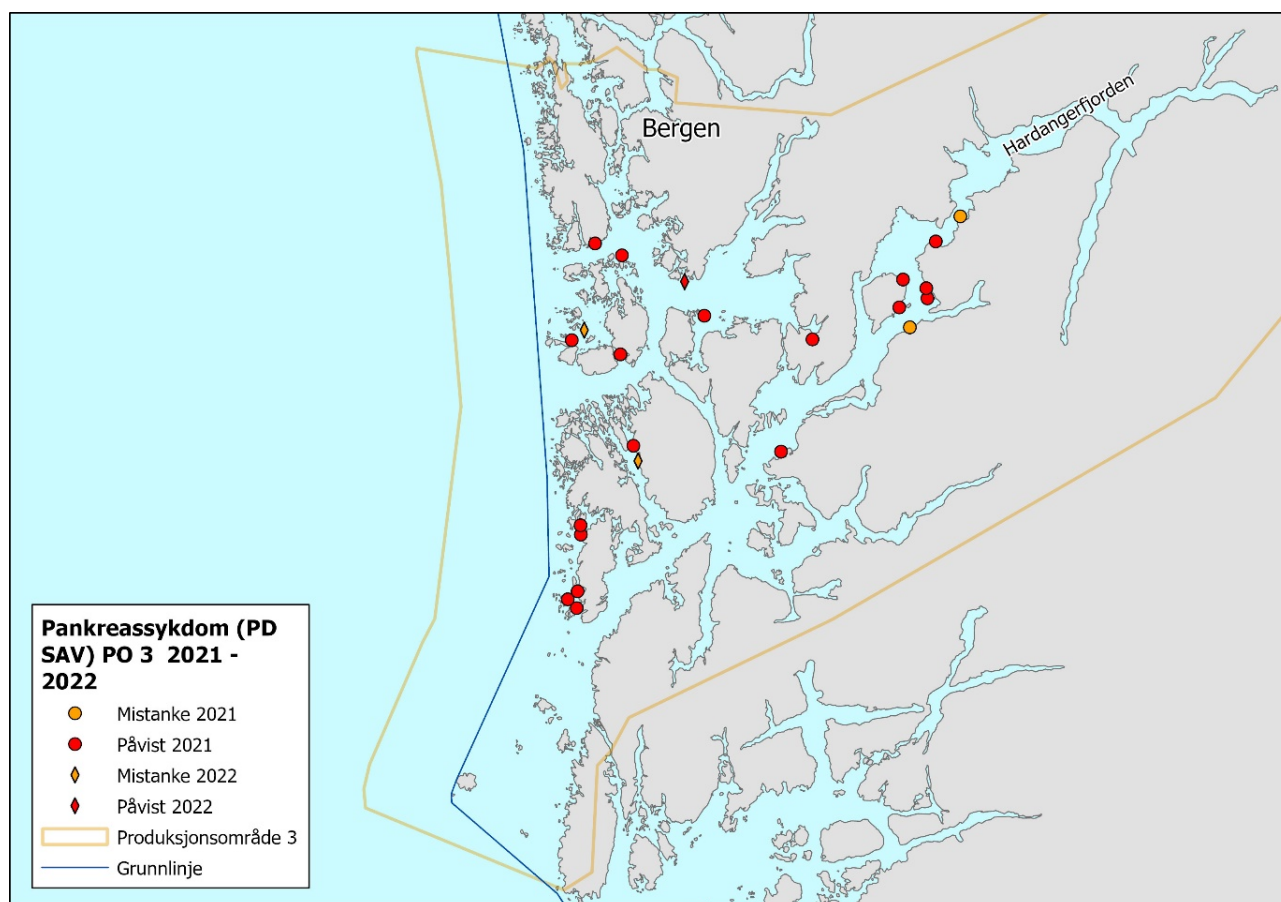 Bergen
Hardangerfjorden
Pankreassykdom (PD
SAV) PO 3 2021 -
2022
Mistanke 2021
Påvist 2021
Mistanke 2022
Påvist 2022
Produksjonsområde 3
Grunnlinje